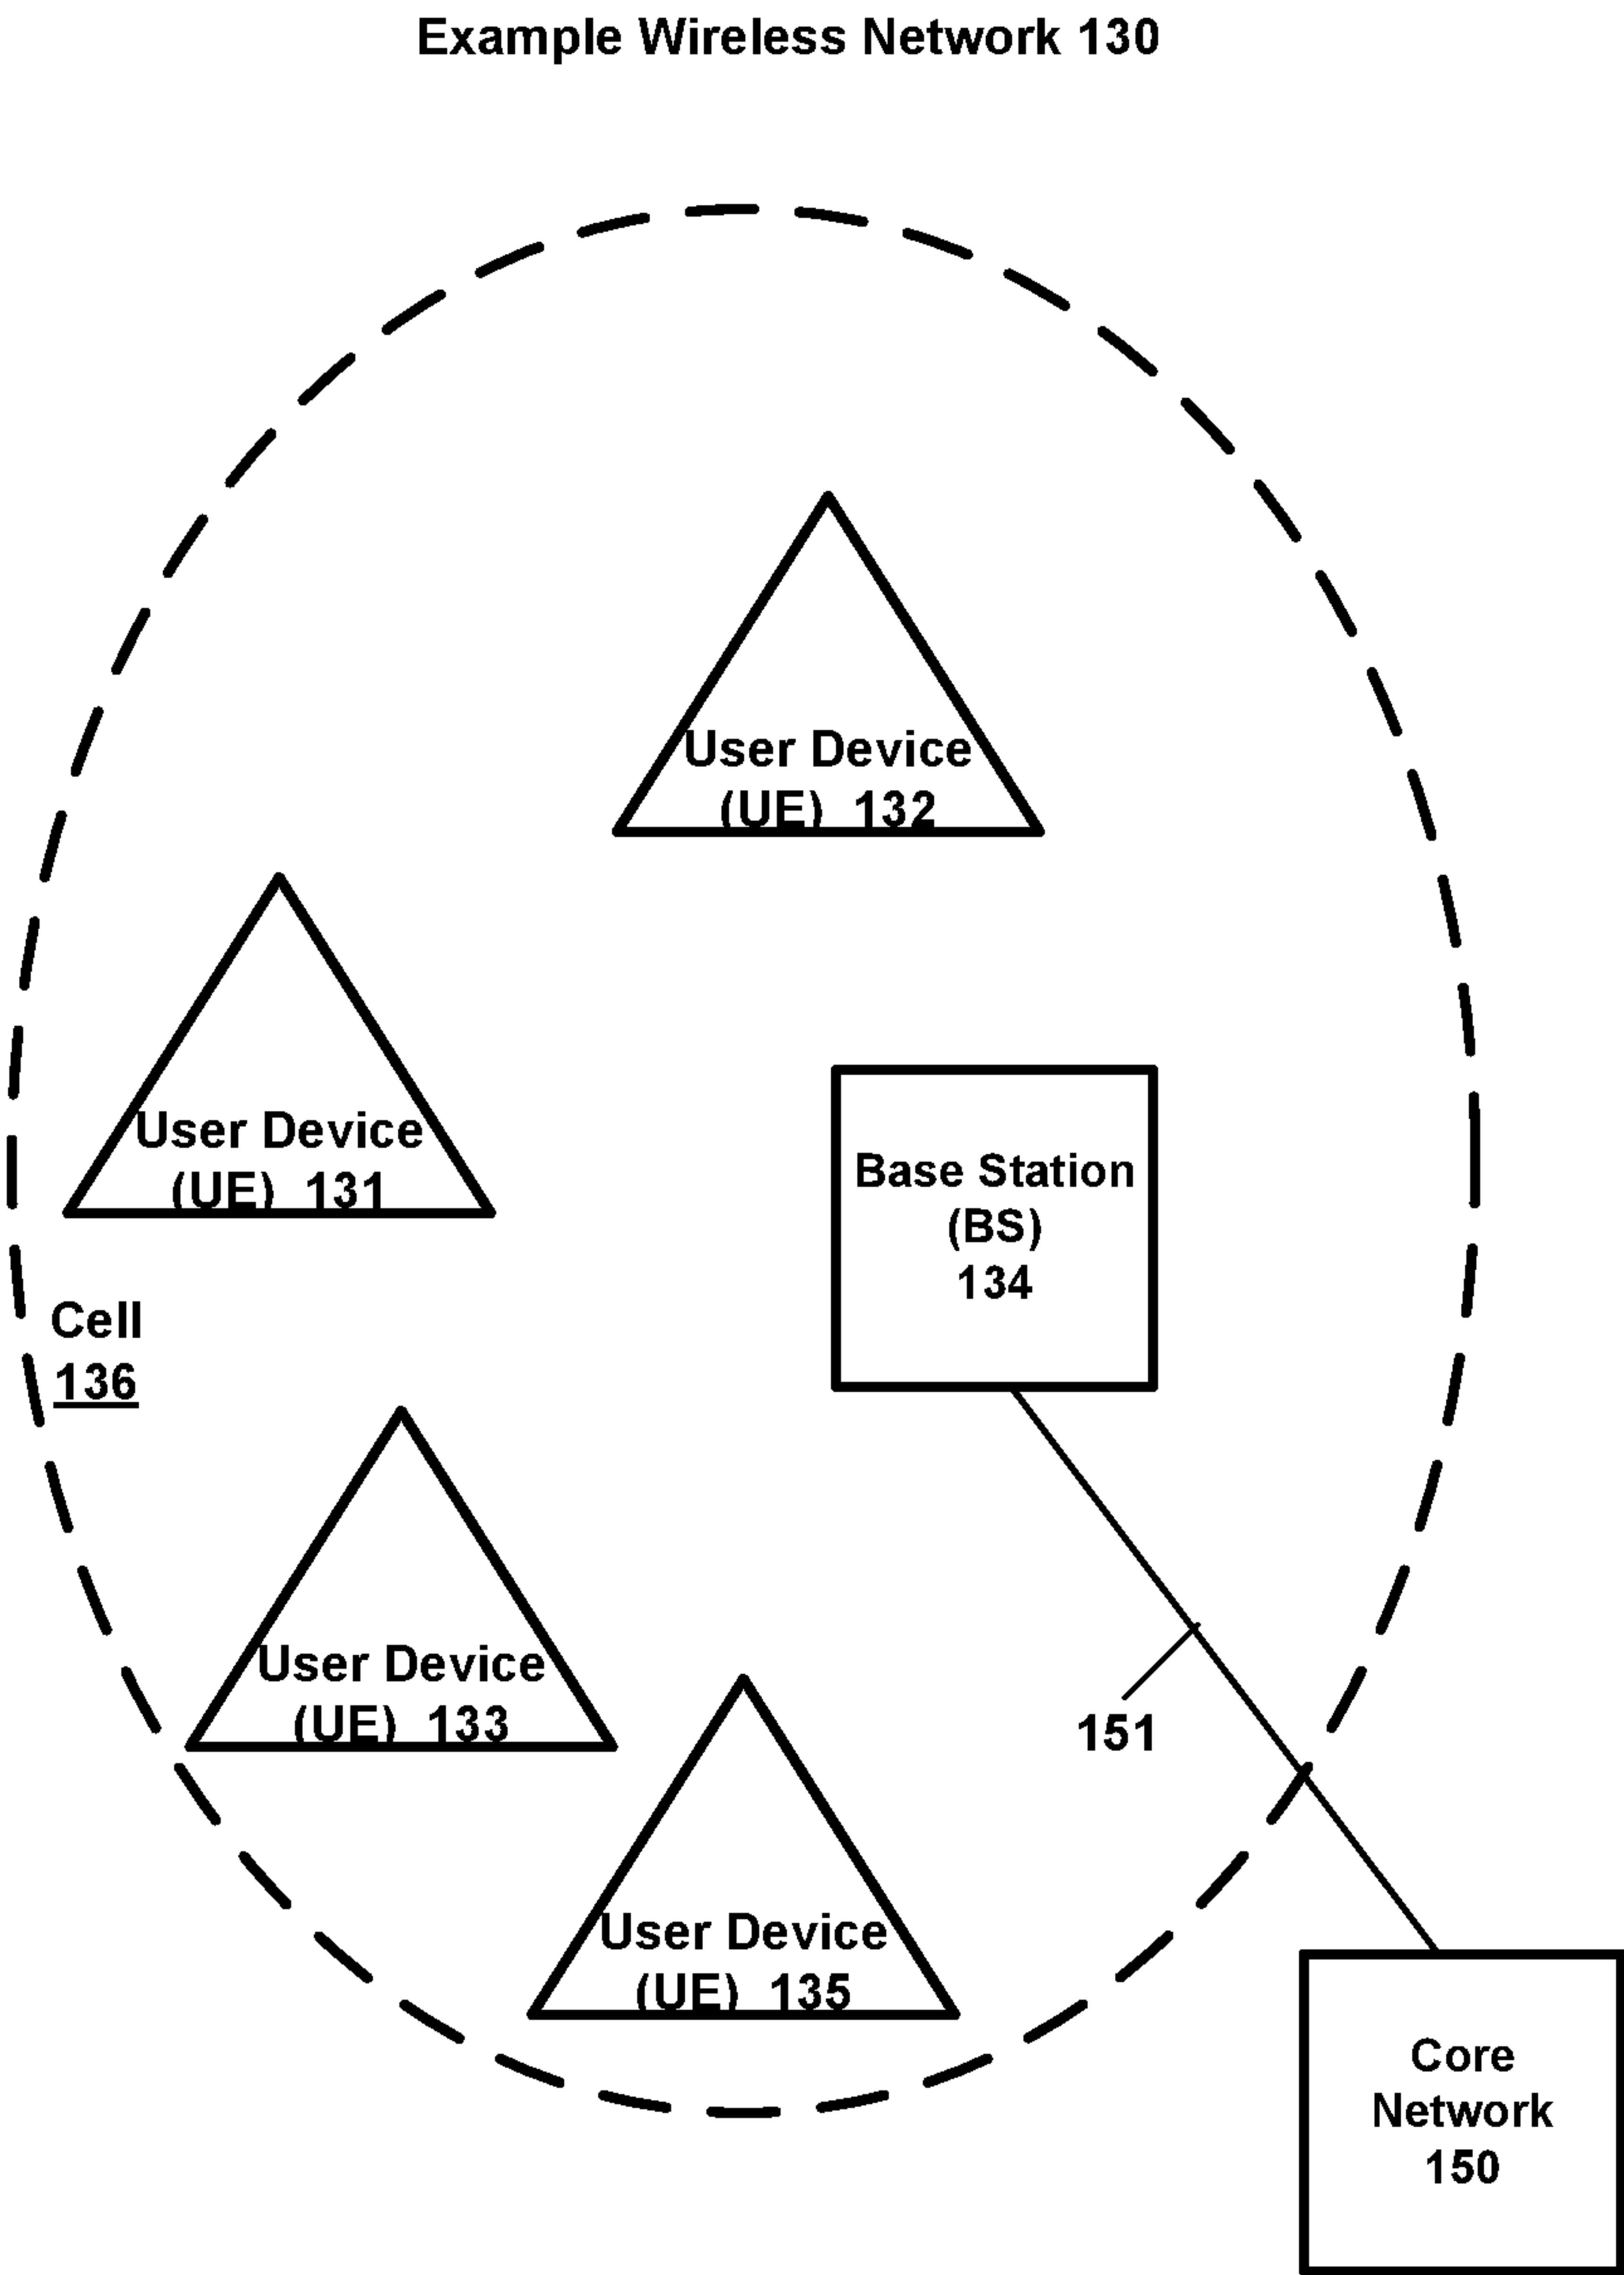 Example Wireless Network 130
User Device
(UE) 132
User Device
(UE) 131
Base Station
(BS)
134
Cell
136
User Device
(UE) 133
151
User Device
(UE) 135
Core
Network
150